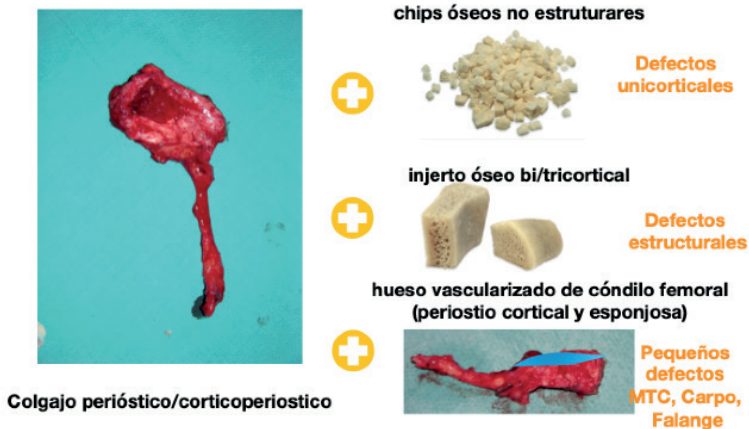 chips óseos no estruturares
Defectos
unicorticales
injerto óseo bi/tricortical
Defectos
estructurales
hueso vascularizado de cóndilo femoral
(periostio cortical y esponjosa)
Pequeños
defectos
MTC, Carpo,
Falange
Colgajo perióstico/corticoperiostico